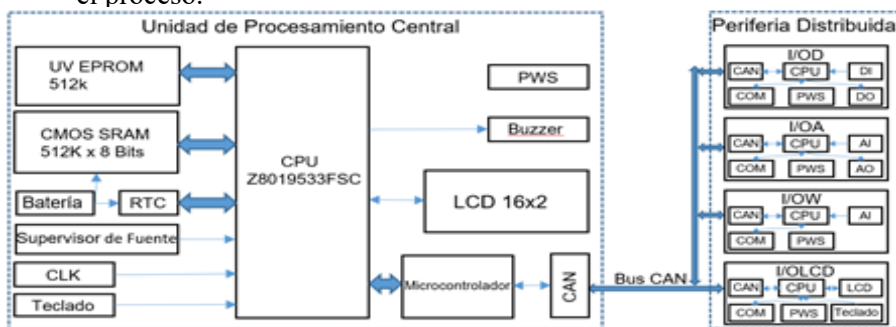 el proceso.
Unidad de Procesamiento Central
UV EPROM
512k
CMOS SRAM
512K x 8 Bits
Batería
RTC
Supervisor de Fuente
CLK
Teclado
CPU
Z8019533FSC
PWS
Buzzer
LCD 16x2
Microcontrolador
CAN
Bus CAN
Periferia Distribuida
I/OD
CAN
CPU
DI
COM
PWS
DO
I/OA
CAN
CPU
AI
COM
PWS
AO
I/OW
CAN
CPU
AI
COM
PWS
I/OLCD
CAN
CPU
LCD
COM
PWS
Teclado